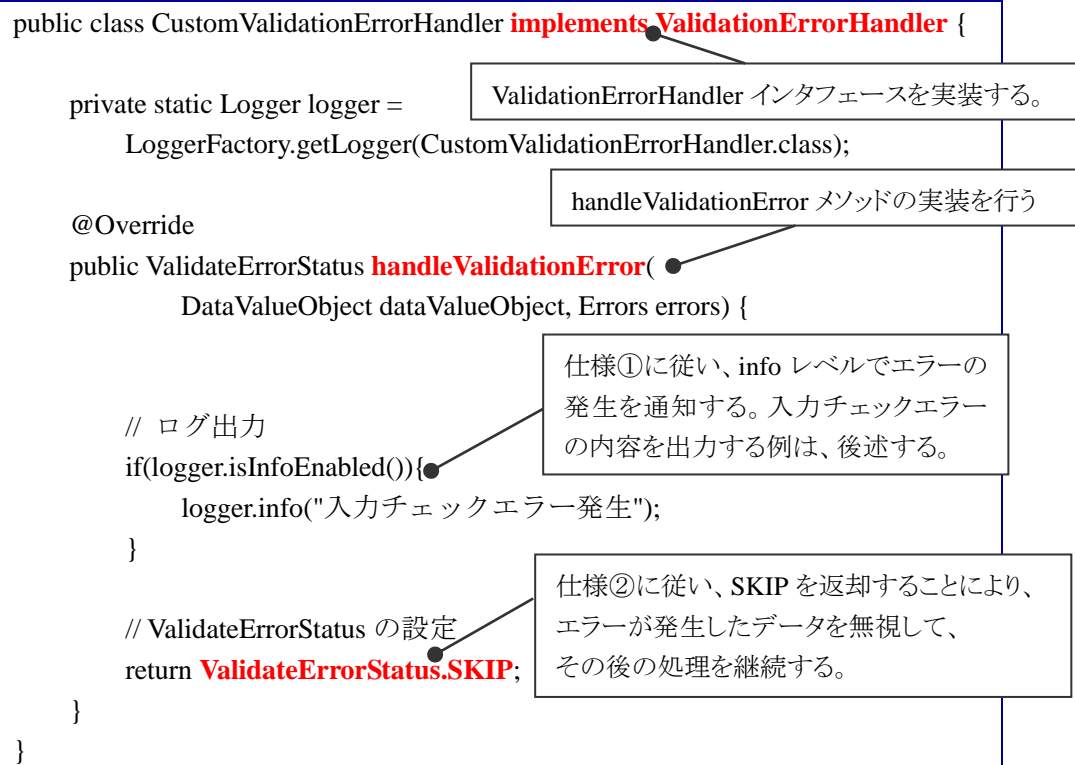 public class CustomValidationErrorHandler implements ValidationErrorHandler {
ValidationErrorHandler インタフェースを実装する。
private static Logger logger =
LoggerFactory.getLogger(CustomValidationErrorHandler.class);
handleValidationError メソッドの実装を行う
@Override
public ValidateErrorStatus handleValidationError(
DataValueObject dataValueObject, Errors errors) {
仕様①に従い、info レベルでエラーの
発生を通知する。入力チェックエラー
の内容を出力する例は、後述する。
// ログ出力
if(logger.isInfoEnabled()){
logger.info("入力チェックエラー発生");
}
仕様②に従い、SKIP を返却することにより、
エラーが発生したデータを無視して、
その後の処理を継続する。
// ValidateErrorStatus の設定
return ValidateErrorStatus.SKIP;
}
}